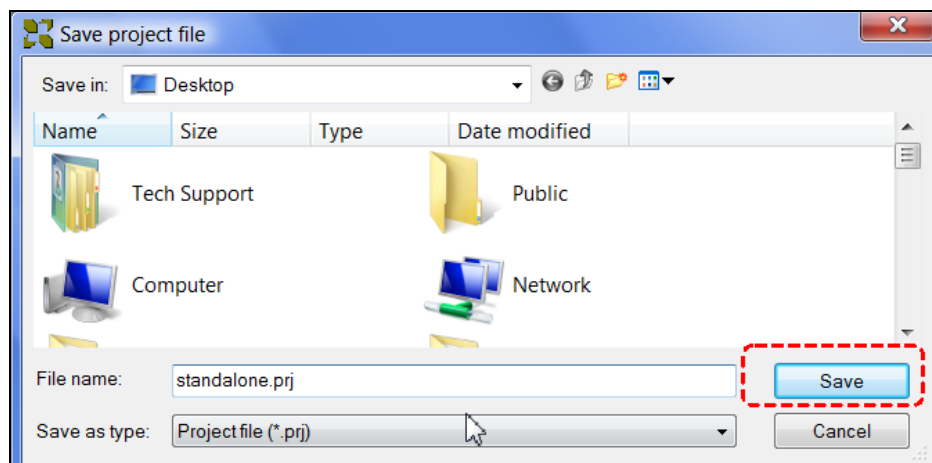 Save project file
Save in: Desktop
Name Size Type Date modified
Tech Support Public
Computer Network
File name: standalone.prj Save
Save as type: Project file (*.prj) Cancel